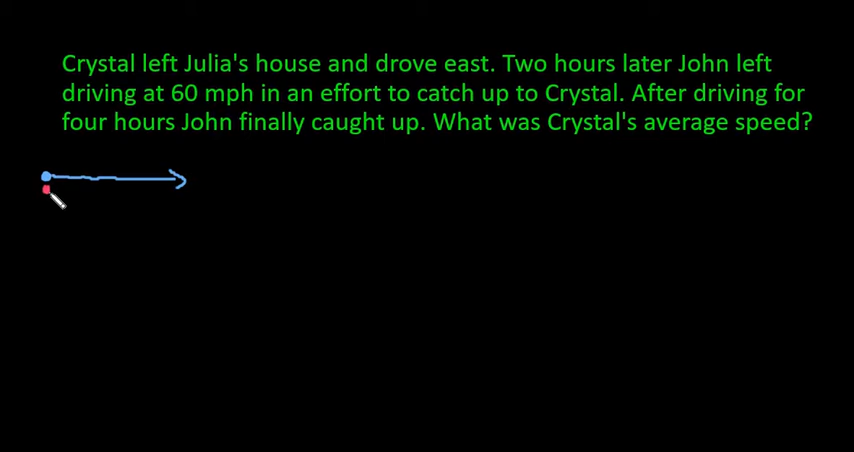 Crystal left Julia's house and drove east. Two hours later John left
driving at 60 mph in an effort to catch up to Crystal. After driving for
four hours John finally caught up. What was Crystal's average speed?